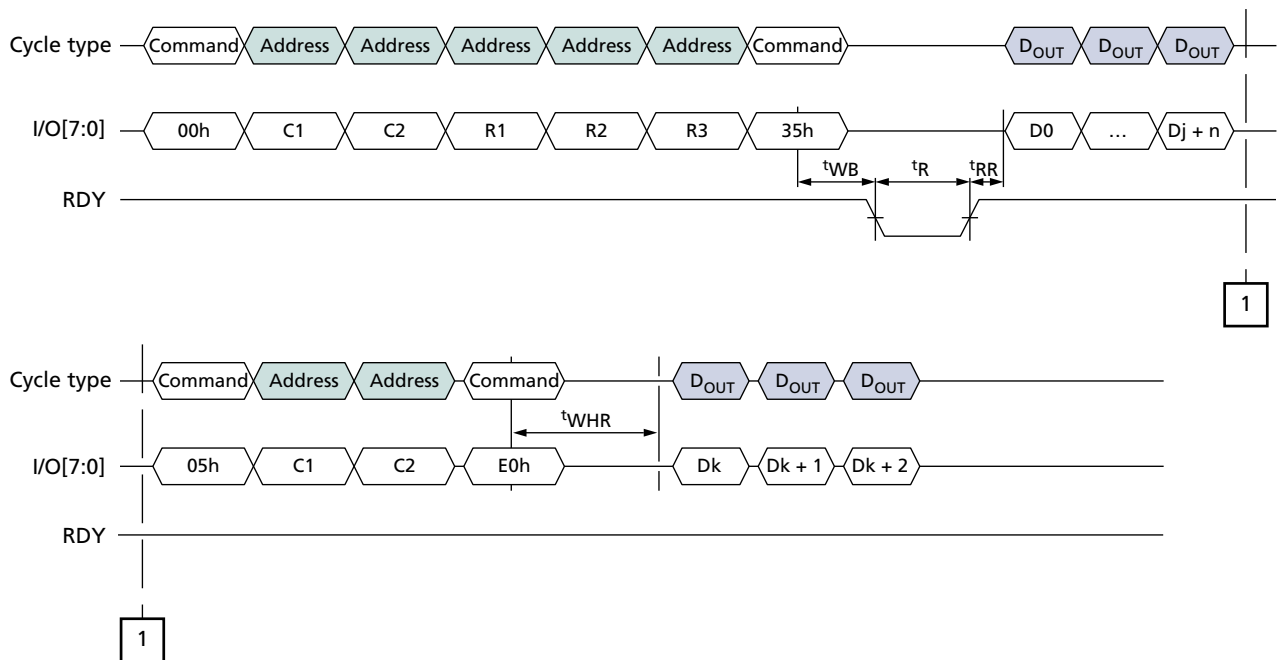 Cycle type Command Address Address Address Address Address Command DOUT DOUT DOUT
I/O[7:0] 00h C1 C2 R1 R2 R3 35h D0 ... Dj + n
tWB tR tRR
RDY
1
Cycle type Command Address Address Command DOUT DOUT DOUT
tWHR
I/O[7:0] 05h C1 C2 E0h Dk Dk + 1 Dk + 2
RDY
1